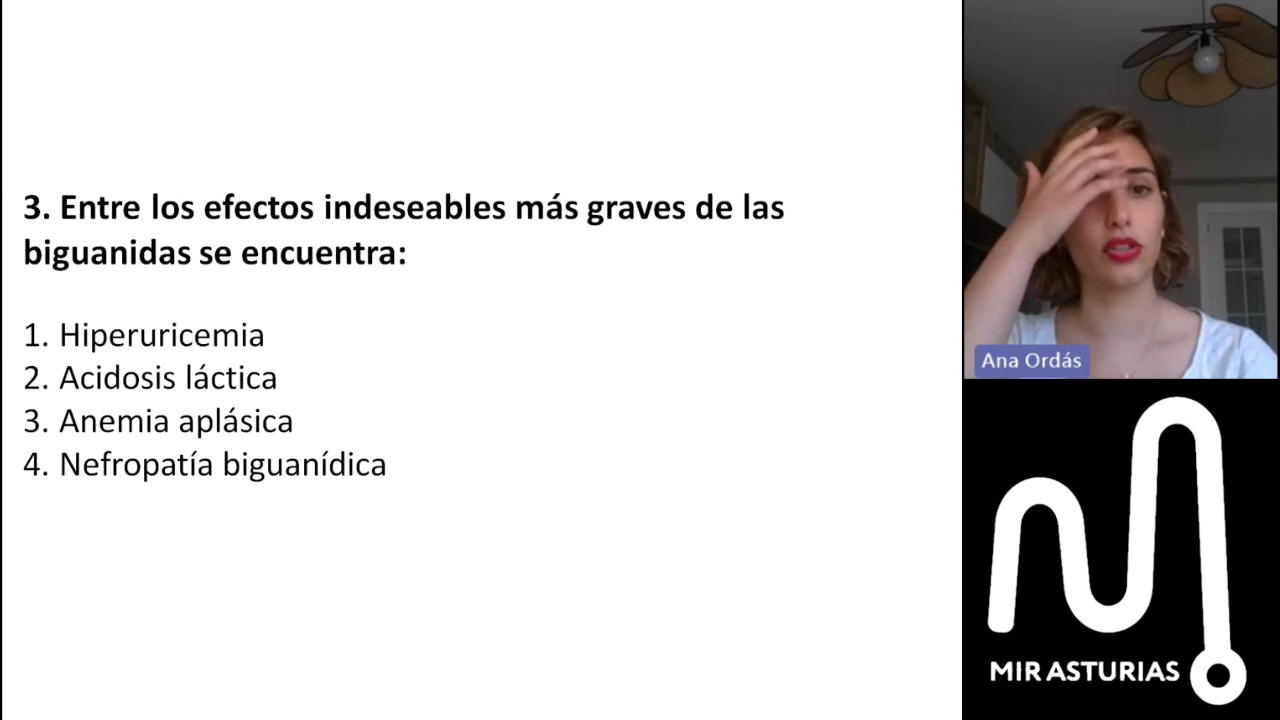 3. Entre los efectos indeseables más graves de las
biguanidas se encuentra:
1. Hiperuricemia
2. Acidosis láctica
3. Anemia aplásica
4. Nefropatía biguanídica
Ana Ordás
MIR ASTURIAS